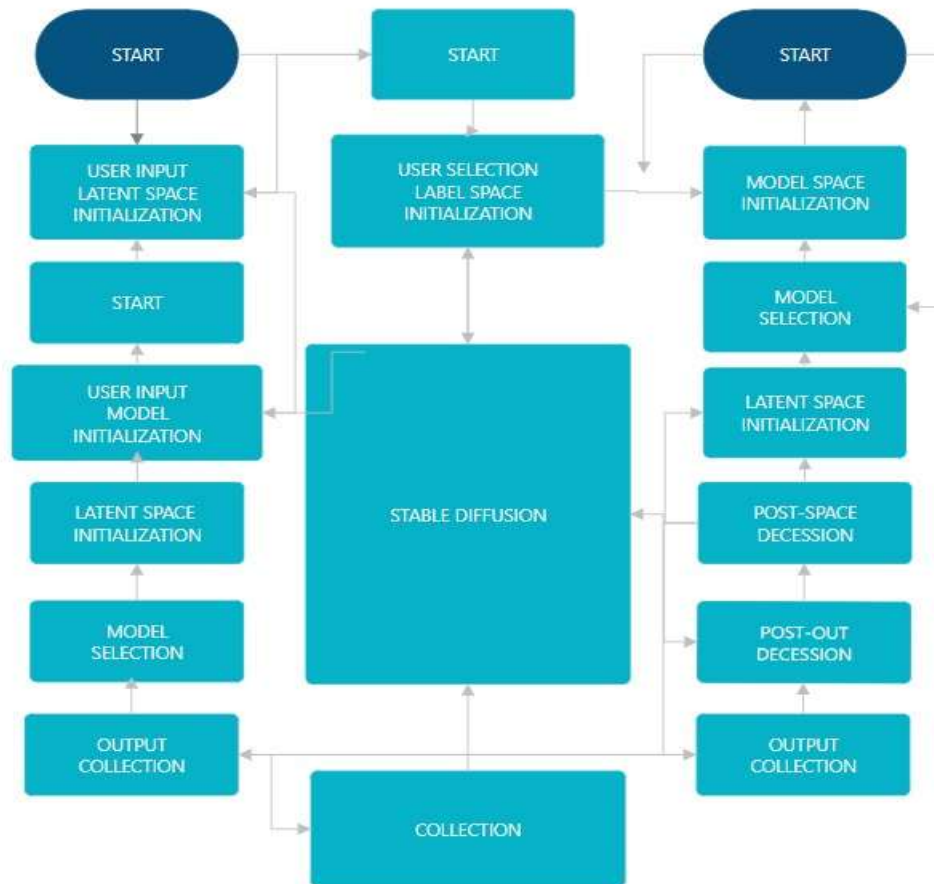 START
USER INPUT
LATENT SPACE
INITIALIZATION
START
USER INPUT
MODEL
INITIALIZATION
LATENT SPACE
INITIALIZATION
MODEL
SELECTION
OUTPUT
COLLECTION
START
USER SELECTION
LABEL SPACE
INITIALIZATION
STABLE DIFFUSION
COLLECTION
START
MODEL SPACE
INITIALIZATION
MODEL
SELECTION
LATENT SPACE
INITIALIZATION
POST-SPACE
DECESSION
POST-OUT
DECESSION
OUTPUT
COLLECTION